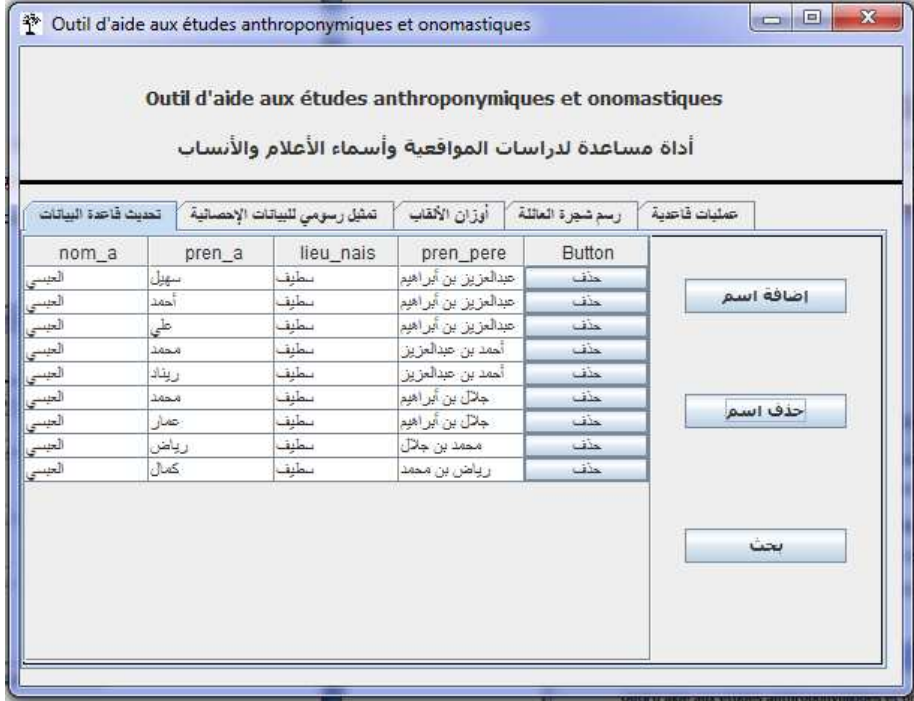 Outil d'aide aux études anthroponymiques et onomastiques
Outil d'aide aux études anthroponymiques et onomastiques
أداة مساعدة لدراسات المواقعية وأسماء الأعلام والأنساب
تحديث قاعدة البيانات تمثيل رسومي للبيانات الإحصائية أوزان الألقاب رسم شجرة العائلة عمليات قاعدية
nom_a pren_a lieu_nais pren_pere Button
العيسي سهيل سطيف عبدالعزيز بن أبراهيم حذف
العيسي أحمد سطيف عبدالعزيز بن أبراهيم حذف
العيسي علي سطيف عبدالعزيز بن أبراهيم حذف
العيسي محمد سطيف أحمد بن عبدالعزيز حذف
العيسي ريناد سطيف أحمد بن عبدالعزيز حذف
العيسي محمد سطيف جلال بن أبراهيم حذف
العيسي عمار سطيف جلال بن أبراهيم حذف
العيسي رياض سطيف محمد بن جلال حذف
العيسي كمال سطيف رياض بن محمد حذف
إضافة اسم
حذف اسم
بحث